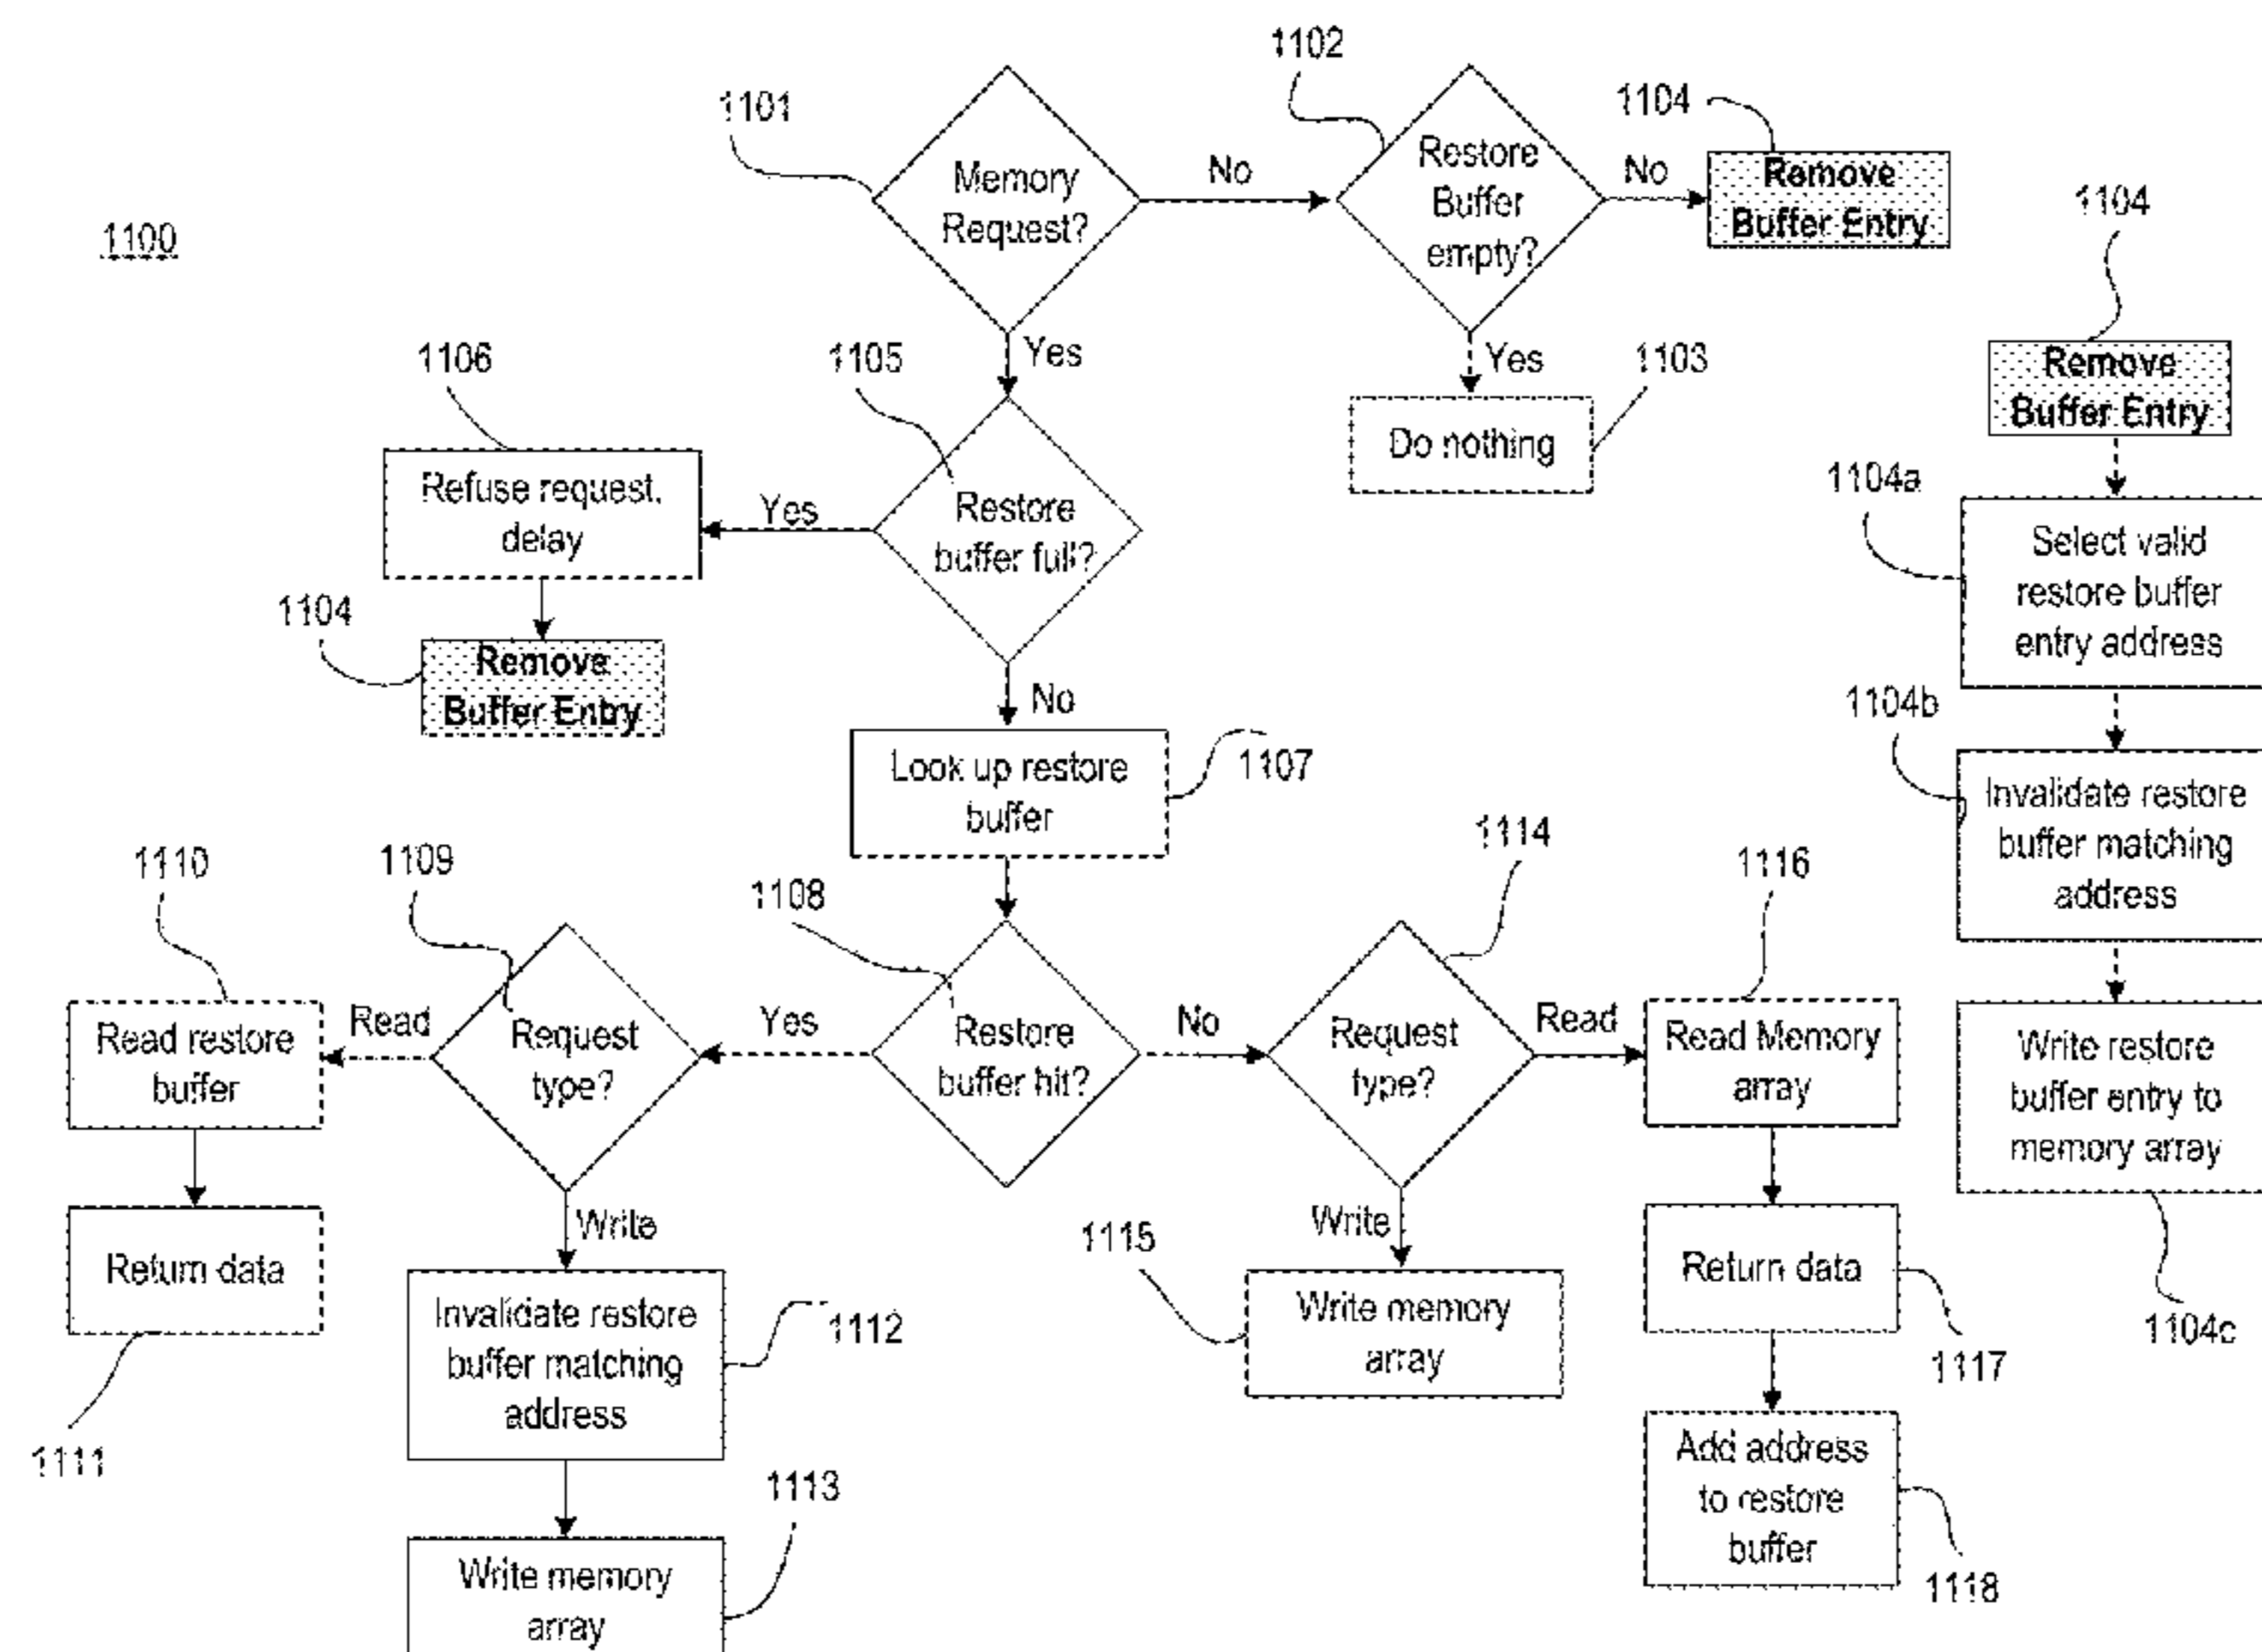 1102
1101
1104
Memory
Request?
No
Restore
Buffer
empty?
No
Remove
Buffer Entry
1104
1100
Yes
Yes
1106
1105
1103
Remove
Buffer Entry
Do nothing
Refuse request,
delay
Yes
Restore
buffer full?
1104a
Select valid
restore buffer
entry address
1104
Remove
Buffer Entry
No
1104b
Look up restore
buffer
1107
Invalidate restore
buffer matching
address
1110
1109
1108
1114
1116
Read restore
buffer
Read
Request
type?
Yes
Restore
buffer hit?
No
Request
type?
Read
Read Memory
array
Write restore
buffer entry to
memory array
Write
Write
1115
Return data
Invalidate restore
buffer matching
address
1112
Write memory
array
Return data
1104c
1117
1111
1113
Add address
to restore
buffer
Write memory
array
1118